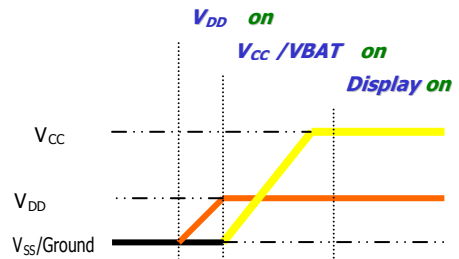 VDD on
VCC /VBAT on
Display on
VCC
VDD
VSS/Ground